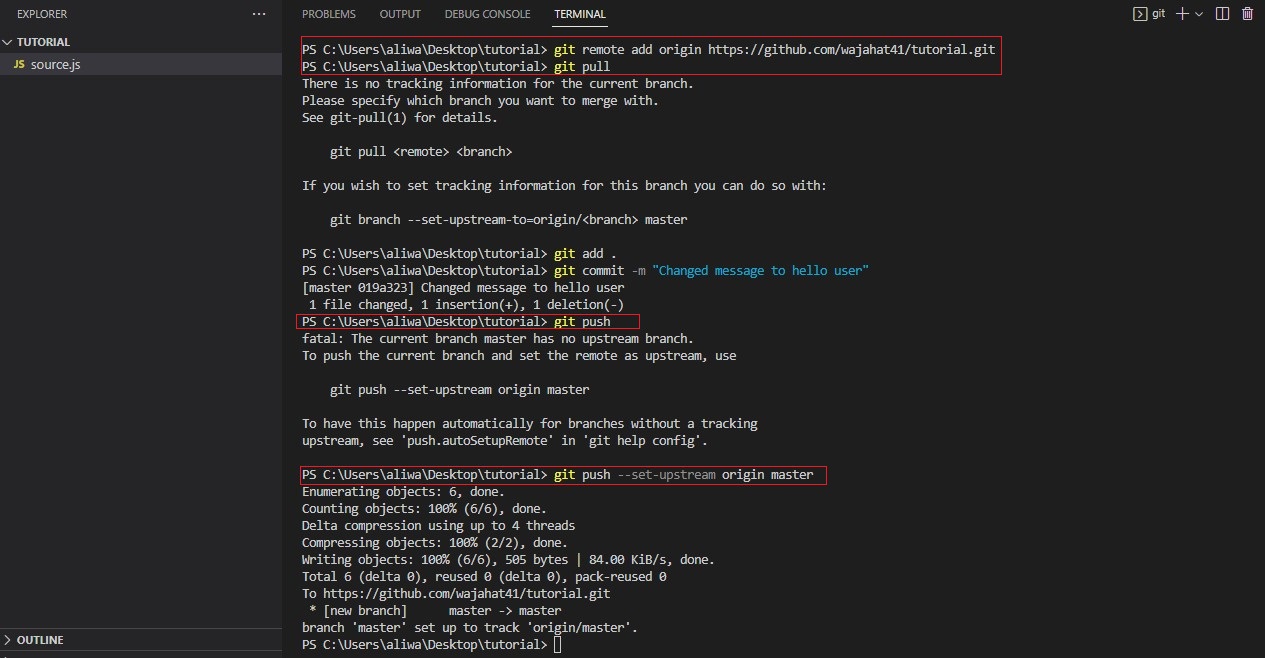 EXPLORER ...
TUTORIAL
JS source.js
OUTLINE
PROBLEMS OUTPUT DEBUG CONSOLE TERMINAL
git
PS C:\Users\aliwa\Desktop\tutorial> git remote add origin https://github.com/wajahat41/tutorial.git
PS C:\Users\aliwa\Desktop\tutorial> git pull
There is no tracking information for the current branch.
Please specify which branch you want to merge with.
See git-pull(1) for details.
git pull <remote> <branch>
If you wish to set tracking information for this branch you can do so with:
git branch --set-upstream-to=origin/<branch> master
PS C:\Users\aliwa\Desktop\tutorial> git add .
PS C:\Users\aliwa\Desktop\tutorial> git commit -m "Changed message to hello user"
[master 019a323] Changed message to hello user
1 file changed, 1 insertion(+), 1 deletion(-)
PS C:\Users\aliwa\Desktop\tutorial> git push
fatal: The current branch master has no upstream branch.
To push the current branch and set the remote as upstream, use
git push --set-upstream origin master
To have this happen automatically for branches without a tracking
upstream, see 'push.autoSetupRemote' in 'git help config'.
PS C:\Users\aliwa\Desktop\tutorial> git push --set-upstream origin master
Enumerating objects: 6, done.
Counting objects: 100% (6/6), done.
Delta compression using up to 4 threads
Compressing objects: 100% (2/2), done.
Writing objects: 100% (6/6), 505 bytes | 84.00 KiB/s, done.
Total 6 (delta 0), reused 0 (delta 0), pack-reused 0
To https://github.com/wajahat41/tutorial.git
* [new branch] master -> master
branch 'master' set up to track 'origin/master'.
PS C:\Users\aliwa\Desktop\tutorial>